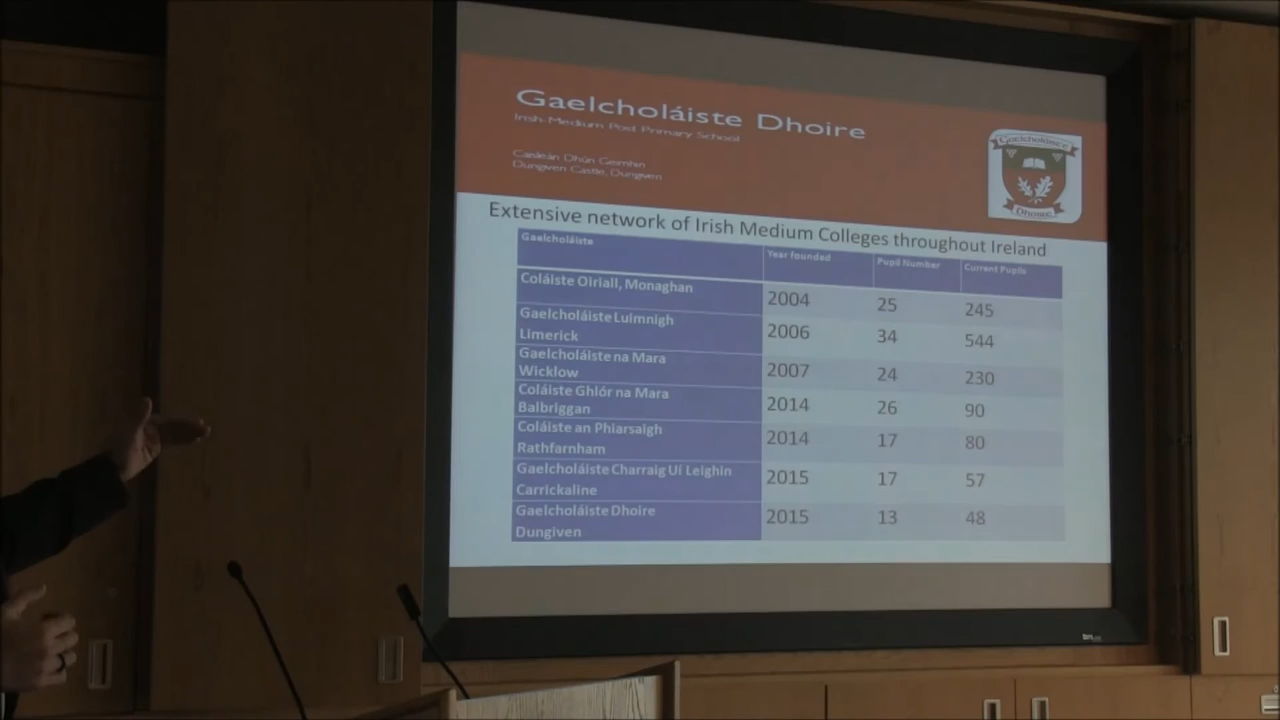 Gaelcholáiste Dhoire
Irish-Medium Post Primary School
Caisleán Dhún Geimhin
Dungiven Castle, Dungiven
Gaelcholáiste
Dhoire
Extensive network of Irish Medium Colleges throughout Ireland
Gaelcholáiste Year founded Pupil Number Current Pupils
Coláiste Oiriall, Monaghan 2004 25 245
Gaelcholáiste Luimnigh
Limerick 2006 34 544
Gaelcholáiste na Mara
Wicklow 2007 24 230
Coláiste Ghlór na Mara
Balbriggan 2014 26 90
Coláiste an Phiarsaigh
Rathfarnham 2014 17 80
Gaelcholáiste Charraig Uí Leighin
Carrickaline 2015 17 57
Gaelcholáiste Dhoire
Dungiven 2015 13 48